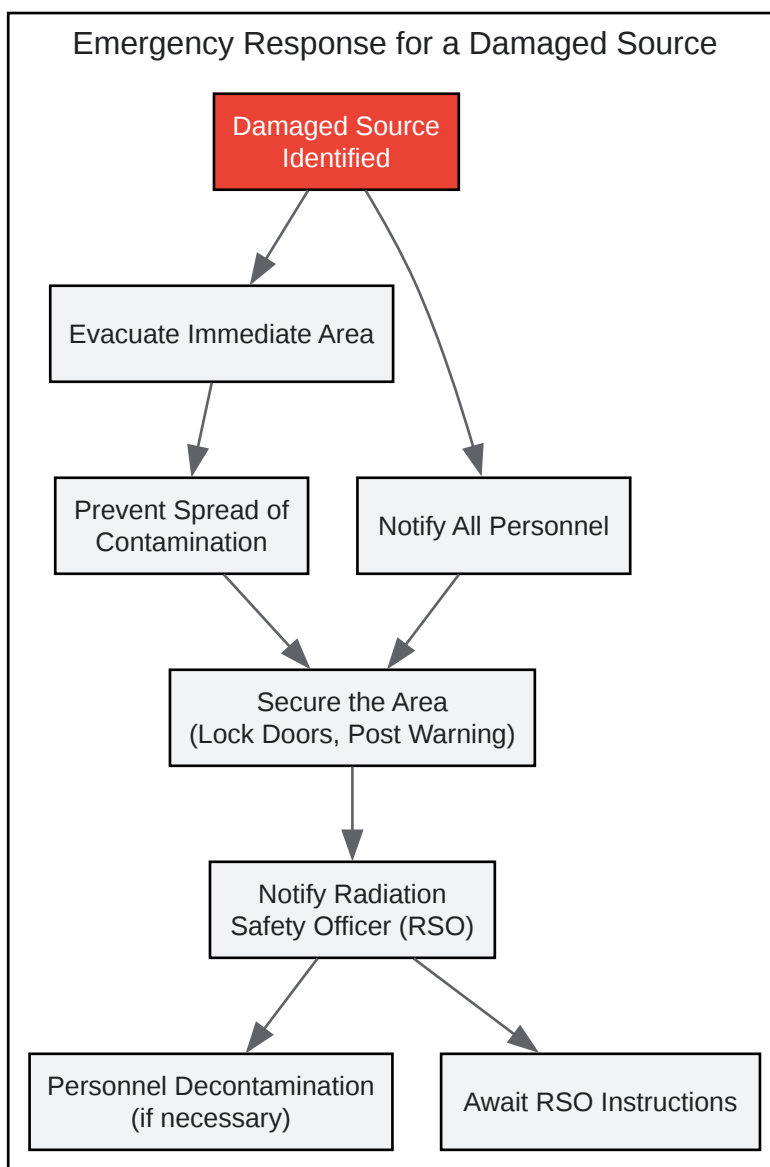 Emergency Response for a Damaged Source
Damaged Source
Identified
Evacuate Immediate Area
Prevent Spread of
Contamination
Notify All Personnel
Secure the Area
(Lock Doors, Post Warning)
Notify Radiation
Safety Officer (RSO)
Personnel Decontamination
(if necessary)
Await RSO Instructions